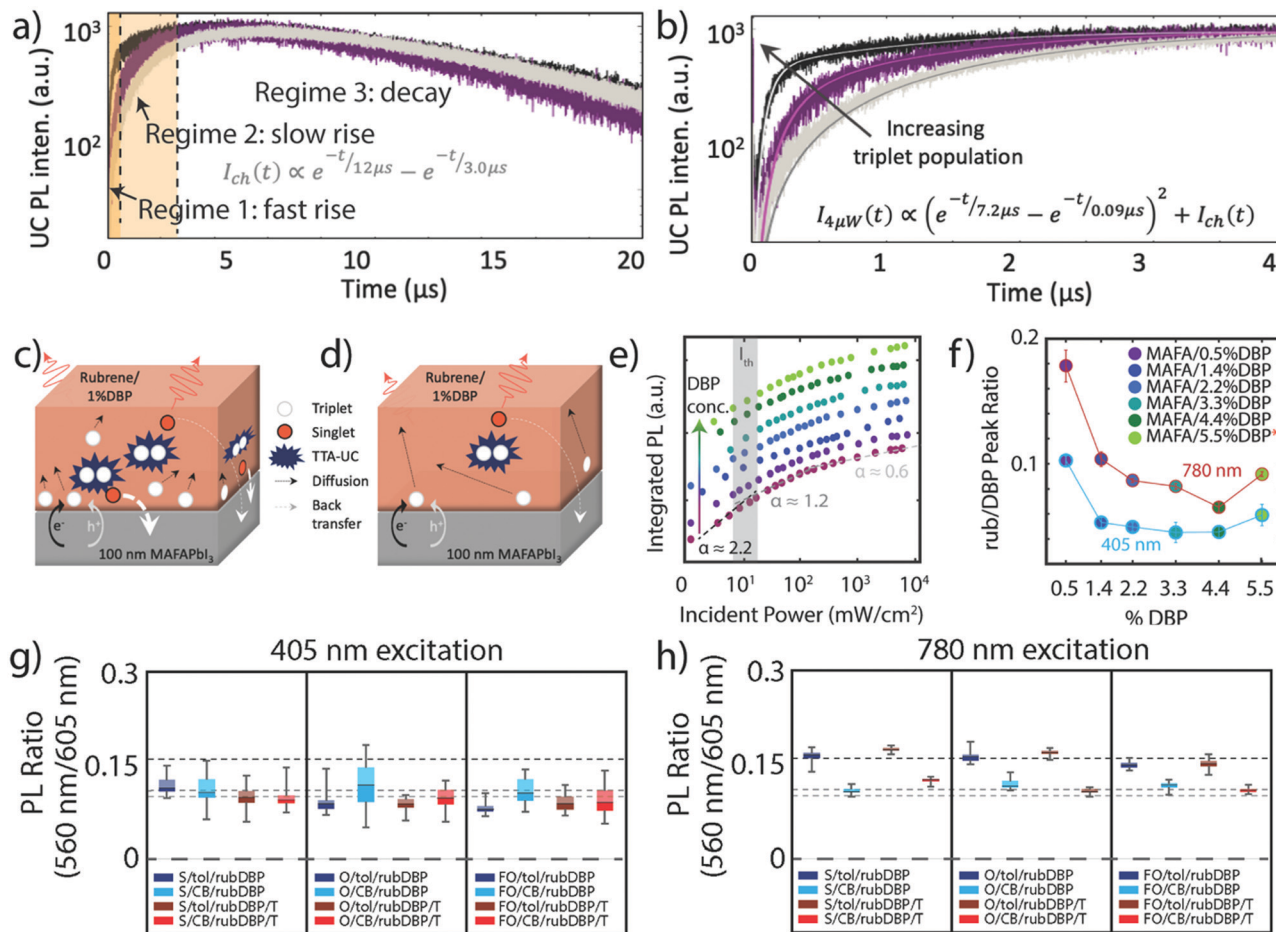 a)
UC PL inten. (a.u.)
10³
10²
Regime 3: decay
Regime 2: slow rise
I_ch(t) ∝ e^{-t/12μs} − e^{-t/3.0μs}
Regime 1: fast rise
0 5 10 15 20
Time (μs)
b)
UC PL inten. (a.u.)
10³
10²
Increasing
triplet population
I_{4μW}(t) ∝ (e^{-t/7.2μs} − e^{-t/0.09μs})² + I_ch(t)
0 1 2 3 4
Time (μs)
c)
Rubrene/
1%DBP
e⁻
h⁺
100 nm MAFAPbI₃
Triplet
Singlet
TTA-UC
Diffusion
Back
transfer
d)
Rubrene/
1%DBP
100 nm MAFAPbI₃
e)
Integrated PL (a.u.)
I_th
DBP
conc.
α ≈ 0.6
α ≈ 1.2
α ≈ 2.2
0 10¹ 10² 10³ 10⁴
Incident Power (mW/cm²)
f)
rub/DBP Peak Ratio
0.2
0.1
MAFA/0.5%DBP
MAFA/1.4%DBP
MAFA/2.2%DBP
MAFA/3.3%DBP
MAFA/4.4%DBP
MAFA/5.5%DBP*
780 nm
405 nm
0.5 1.4 2.2 3.3 4.4 5.5
% DBP
g)
405 nm excitation
PL Ratio
(560 nm/605 nm)
0.3
0.15
0
S/tol/rubDBP
S/CB/rubDBP
S/tol/rubDBP/T
S/CB/rubDBP/T
O/tol/rubDBP
O/CB/rubDBP
O/tol/rubDBP/T
O/CB/rubDBP/T
FO/tol/rubDBP
FO/CB/rubDBP
FO/tol/rubDBP/T
FO/CB/rubDBP/T
h)
780 nm excitation
PL Ratio
(560 nm/605 nm)
0.3
0.15
0
S/tol/rubDBP
S/CB/rubDBP
S/tol/rubDBP/T
S/CB/rubDBP/T
O/tol/rubDBP
O/CB/rubDBP
O/tol/rubDBP/T
O/CB/rubDBP/T
FO/tol/rubDBP
FO/CB/rubDBP
FO/tol/rubDBP/T
FO/CB/rubDBP/T